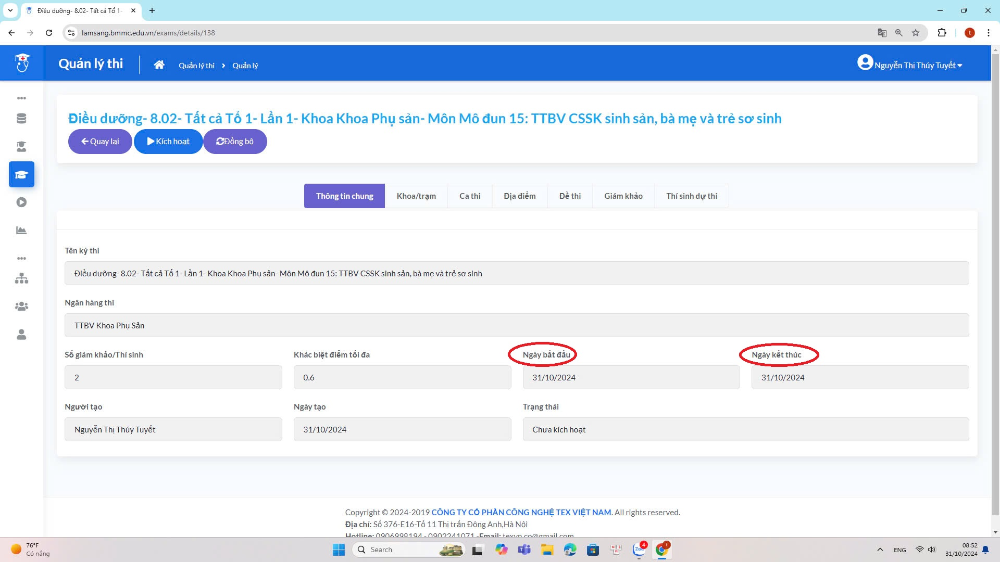 Điều dưỡng- 8.02- Tất cả Tổ 1-
lamsang.bmmc.edu.vn/exams/details/138
t
Quản lý thi
Quản lý thi > Quản lý
Nguyễn Thị Thúy Tuyết
Điều dưỡng- 8.02- Tất cả Tổ 1- Lần 1- Khoa Khoa Phụ sản- Môn Mô đun 15: TTBV CSSK sinh sản, bà mẹ và trẻ sơ sinh
Quay lại Kích hoạt Đồng bộ
Thông tin chung Khoa/trạm Ca thi Địa điểm Đề thi Giám khảo Thí sinh dự thi
Tên kỳ thi
Điều dưỡng- 8.02- Tất cả Tổ 1- Lần 1- Khoa Khoa Phụ sản- Môn Mô đun 15: TTBV CSSK sinh sản, bà mẹ và trẻ sơ sinh
Ngân hàng thi
TTBV Khoa Phụ Sản
Số giám khảo/Thí sinh Khác biệt điểm tối đa Ngày bắt đầu Ngày kết thúc
2 0.6 31/10/2024 31/10/2024
Người tạo Ngày tạo Trạng thái
Nguyễn Thị Thúy Tuyết 31/10/2024 Chưa kích hoạt
Copyright © 2024-2019 CÔNG TY CỔ PHẦN CÔNG NGHỆ TEX VIỆT NAM. All rights reserved.
Địa chỉ: Số 376-E16-Tổ 11 Thị trấn Đông Anh,Hà Nội
Hotline: 0906998194 - 0902241071 -Email: texvn.co@gmail.com
76°F
Có nắng
Search
Zalo
4
1
ENG
08:52
31/10/2024